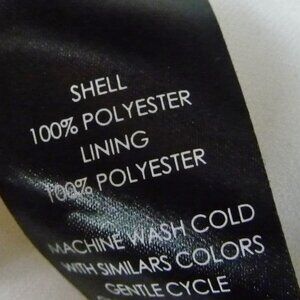 SHELL
100% POLYESTER
LINING
100% POLYESTER
MACHINE WASH COLD
WITH SIMILARS COLORS
GENTLE CYCLE